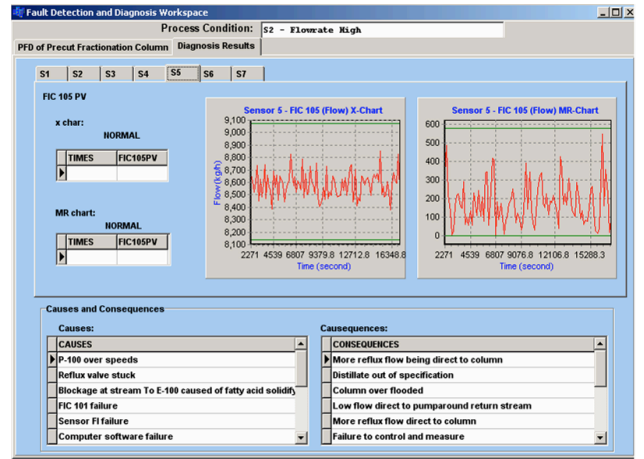 Fault Detection and Diagnosis Workspace
Process Condition: S2 - Flowrate High
PFD of Precut Fractionation Column Diagnosis Results
S1 S2 S3 S4 S5 S6 S7
FIC 105 PV
x char:
NORMAL
TIMES FIC105PV
MR chart:
NORMAL
TIMES FIC105PV
Sensor 5 - FIC 105 (Flow) X-Chart
9,100
9,000
8,900
8,800
8,700
8,600
8,500
8,400
8,300
8,200
8,100
Flow(kg/h)
2271 4539 6807 9379.8 12712.8 16348.8
Time (second)
Sensor 5 - FIC 105 (Flow) MR-Chart
600
500
400
300
200
100
0
2271 4539 6807 9076.8 12106.8 15288.3
Time (second)
Causes and Consequences
Causes:
CAUSES
P-100 over speeds
Reflux valve stuck
Blockage at stream To E-100 caused of fatty acid solidify
FIC 101 failure
Sensor FI failure
Computer software failure
Causequences:
CONSEQUENCES
More reflux flow being direct to column
Distillate out of specification
Column over flooded
Low flow direct to pumparound return stream
More reflux flow direct to column
Failure to control and measure